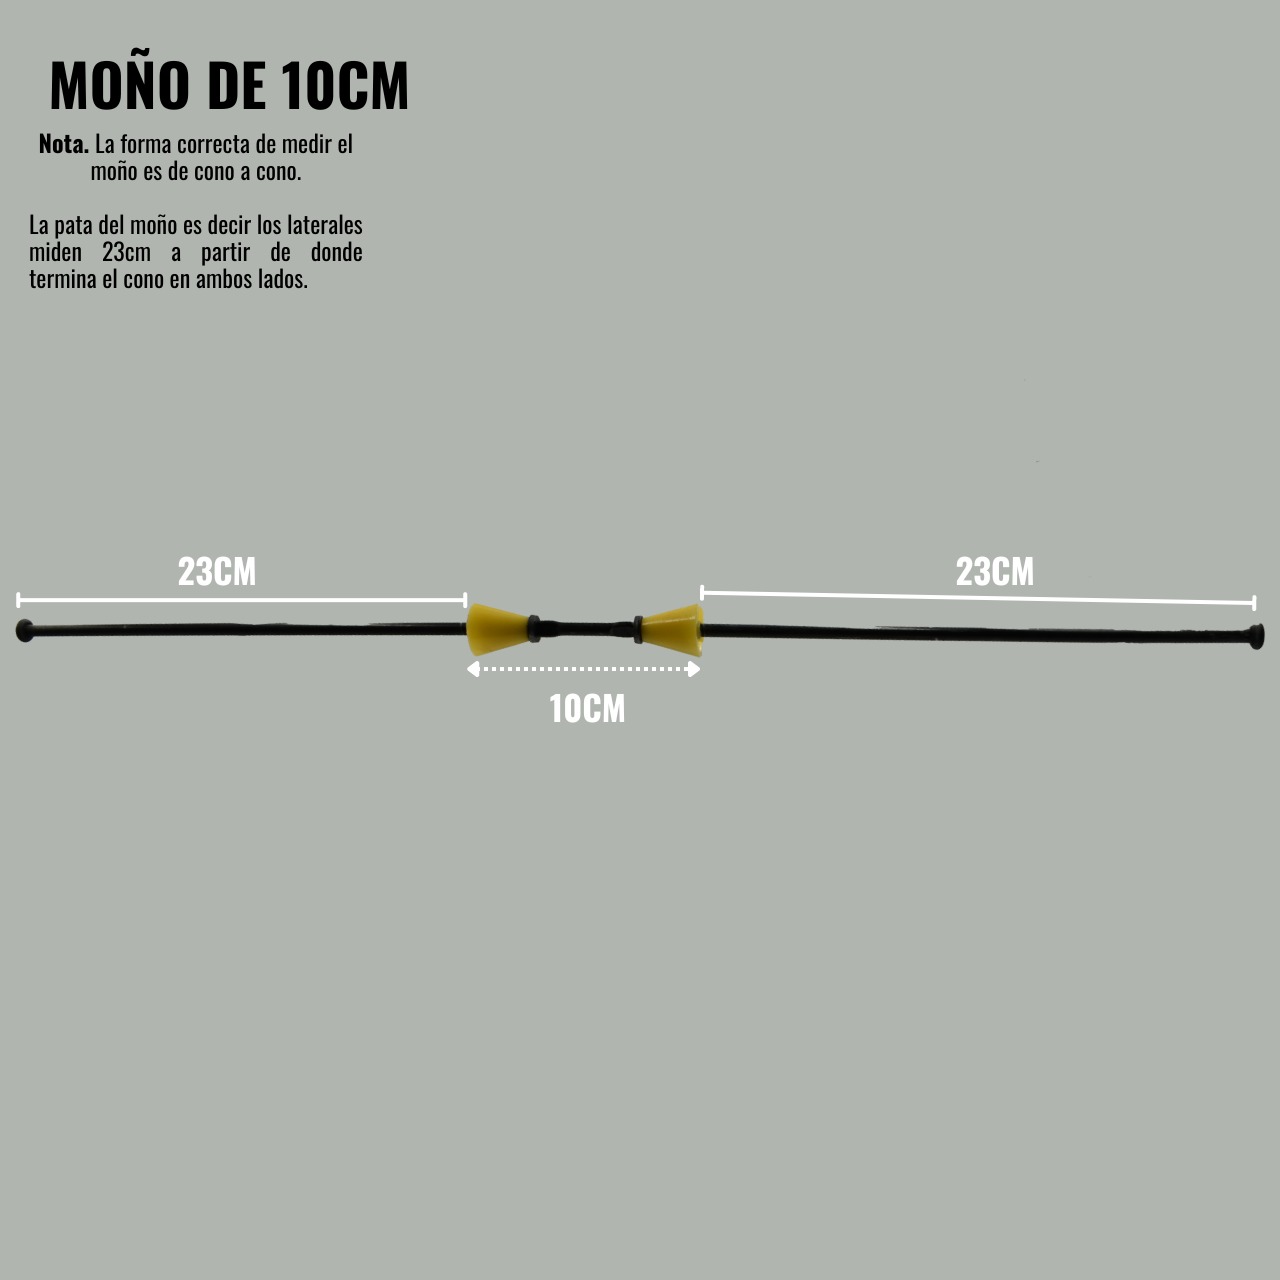 MOÑO DE 10CM
Nota. La forma correcta de medir el
moño es de cono a cono.
La pata del moño es decir los laterales
miden 23cm a partir de donde
termina el cono en ambos lados.
23CM
23CM
10CM